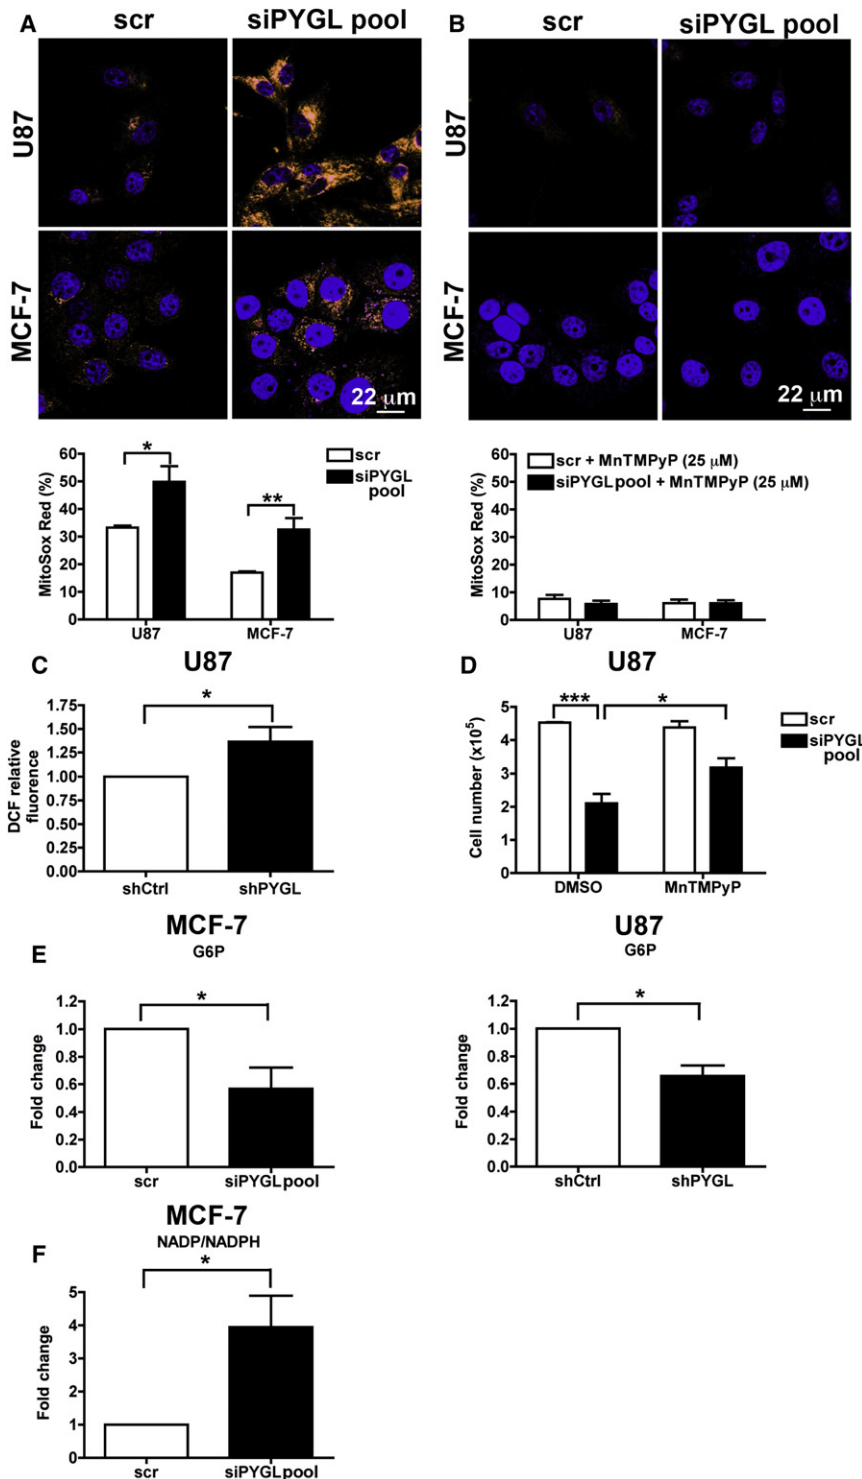 A scr siPYGL pool B scr siPYGL pool
U87 U87
MCF-7 MCF-7
22 μm 22 μm
60
50
40
30
20
10
0
MitoSox Red (%)
* **
scr
siPYGL
pool
U87 MCF-7
60
50
40
30
20
10
0
MitoSox Red (%)
scr + MnTMPyP (25 μM)
siPYGLpool + MnTMPyP (25 μM)
U87 MCF-7
C U87
1.75
1.50
1.25
1.00
0.75
0.50
0.25
0.00
DCF relative
fluorence
*
shCtrl shPYGL
D U87
5
4
3
2
1
0
Cell number (x10⁵)
*** *
scr
siPYGL
pool
DMSO MnTMPyP
E MCF-7
G6P
1.2
1.0
0.8
0.6
0.4
0.2
0.0
Fold change
*
scr siPYGLpool
U87
G6P
1.2
1.0
0.8
0.6
0.4
0.2
0.0
Fold change
*
shCtrl shPYGL
F MCF-7
NADP/NADPH
5
4
3
2
1
0
Fold change
*
scr siPYGLpool